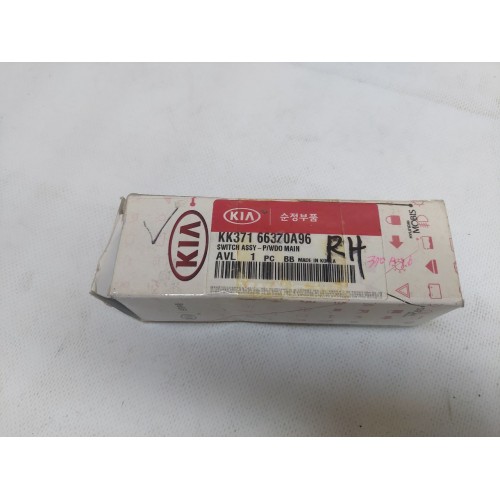 KIA
KIA 순정부품
KK371 66370A96
SWITCH ASSY-P/WDO MAIN
AVL 1 PC BB MADE IN KOREA
RH
MOBIS